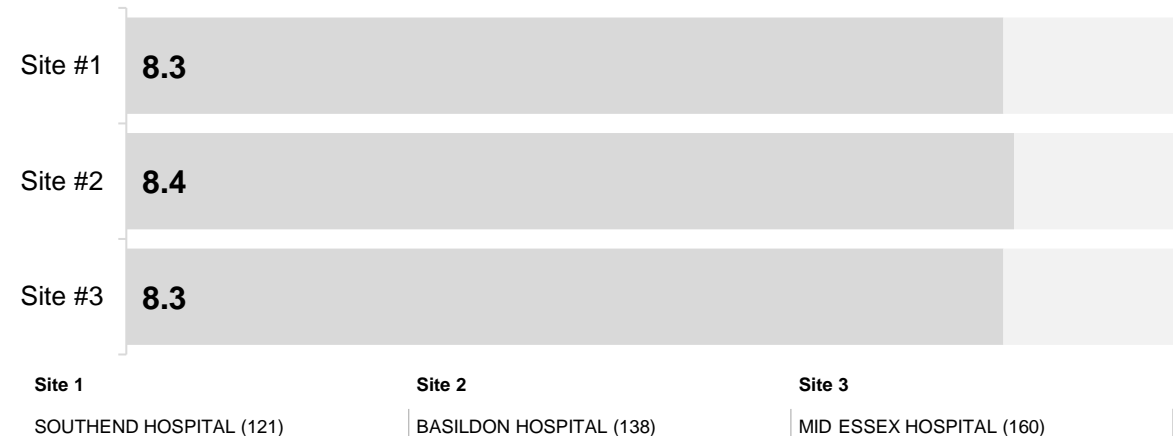 Site #1 8.3
Site #2 8.4
Site #3 8.3
Site 1 Site 2 Site 3
SOUTHEND HOSPITAL (121) BASILDON HOSPITAL (138) MID ESSEX HOSPITAL (160)